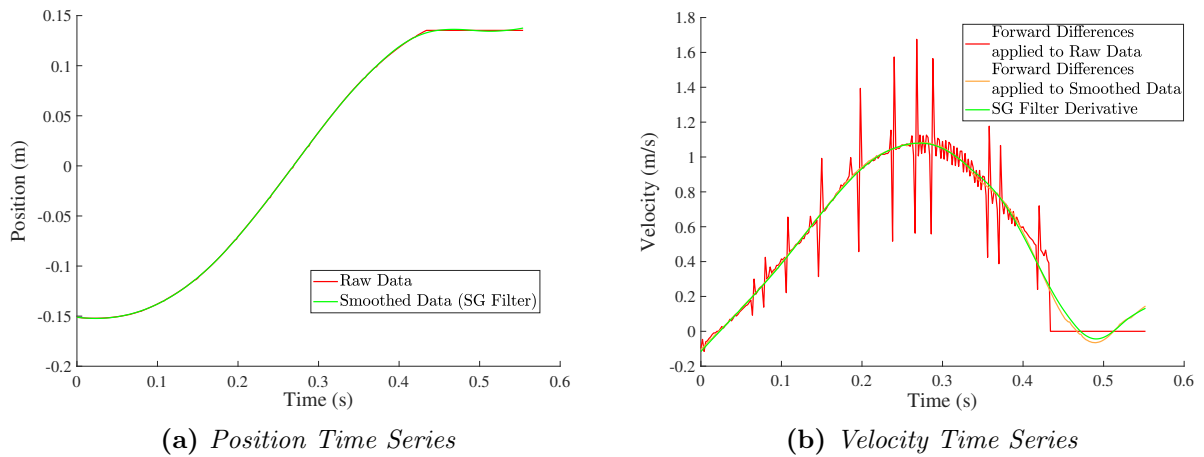 0.15
0.1
0.05
0
-0.05
-0.1
-0.15
-0.2
Position (m)
0 0.1 0.2 0.3 0.4 0.5 0.6
Time (s)
Raw Data
Smoothed Data (SG Filter)
(a) Position Time Series
1.8
1.6
1.4
1.2
1
0.8
0.6
0.4
0.2
0
-0.2
Velocity (m/s)
0 0.1 0.2 0.3 0.4 0.5 0.6
Time (s)
Forward Differences
applied to Raw Data
Forward Differences
applied to Smoothed Data
SG Filter Derivative
(b) Velocity Time Series